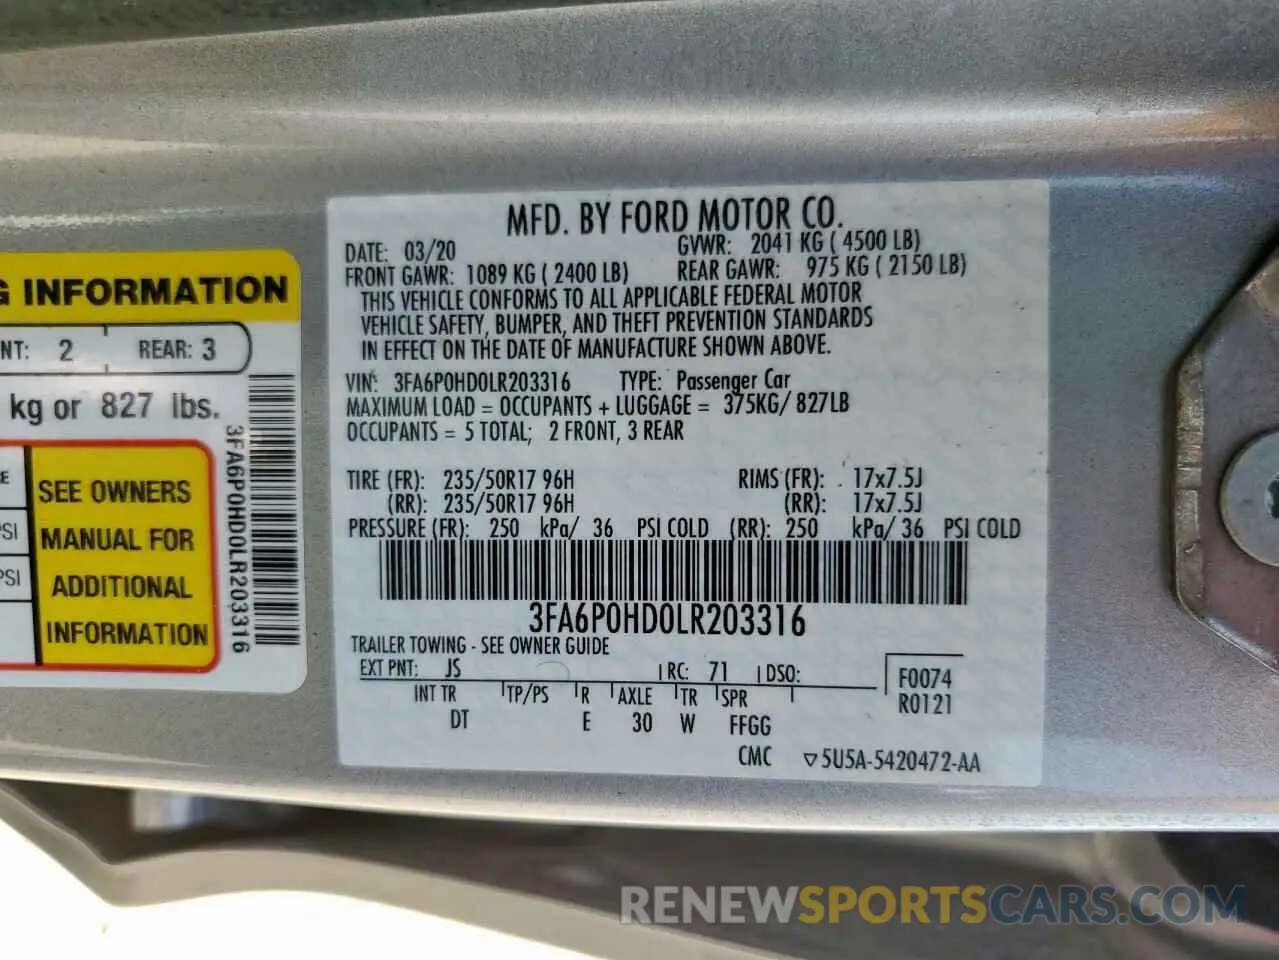 G INFORMATION
NT: 2 REAR: 3
kg or 827 lbs.
SEE OWNERS
MANUAL FOR
ADDITIONAL
INFORMATION
PSI
PSI
3FA6P0HD0LR203316
MFD. BY FORD MOTOR CO.
DATE: 03/20 GVWR: 2041 KG ( 4500 LB)
FRONT GAWR: 1089 KG ( 2400 LB) REAR GAWR: 975 KG ( 2150 LB)
THIS VEHICLE CONFORMS TO ALL APPLICABLE FEDERAL MOTOR
VEHICLE SAFETY, BUMPER, AND THEFT PREVENTION STANDARDS
IN EFFECT ON THE DATE OF MANUFACTURE SHOWN ABOVE.
VIN: 3FA6P0HD0LR203316 TYPE: Passenger Car
MAXIMUM LOAD = OCCUPANTS + LUGGAGE = 375KG/ 827LB
OCCUPANTS = 5 TOTAL; 2 FRONT, 3 REAR
TIRE (FR): 235/50R17 96H RIMS (FR): 17x7.5J
(RR): 235/50R17 96H (RR): 17x7.5J
PRESSURE (FR): 250 kPa/ 36 PSI COLD (RR): 250 kPa/ 36 PSI COLD
3FA6P0HD0LR203316
TRAILER TOWING - SEE OWNER GUIDE
EXT PNT: JS RC: 71 DSO:
INT TR TP/PS R AXLE TR SPR
DT E 30 W FFGG
F0074
R0121
CMC ▽5U5A-5420472-AA
RENEWSPORTSCARS.COM